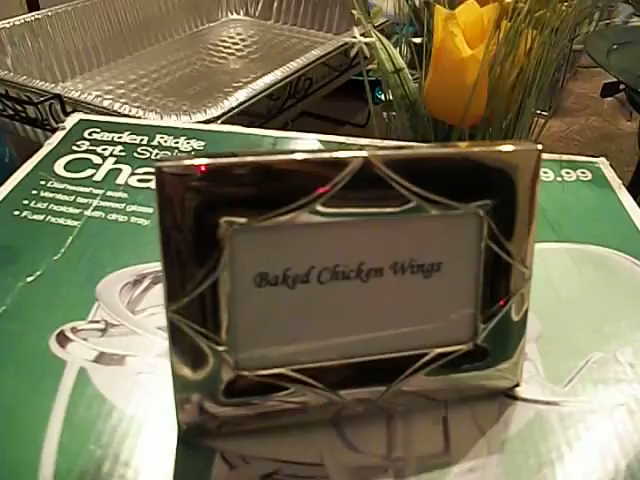 Garden Ridge
3-qt Stai
Cha
• Dishwasher safe
• Vented tempered glass
• Lid holder with drip tray
• Fuel holder
9.99
Baked Chicken Wings